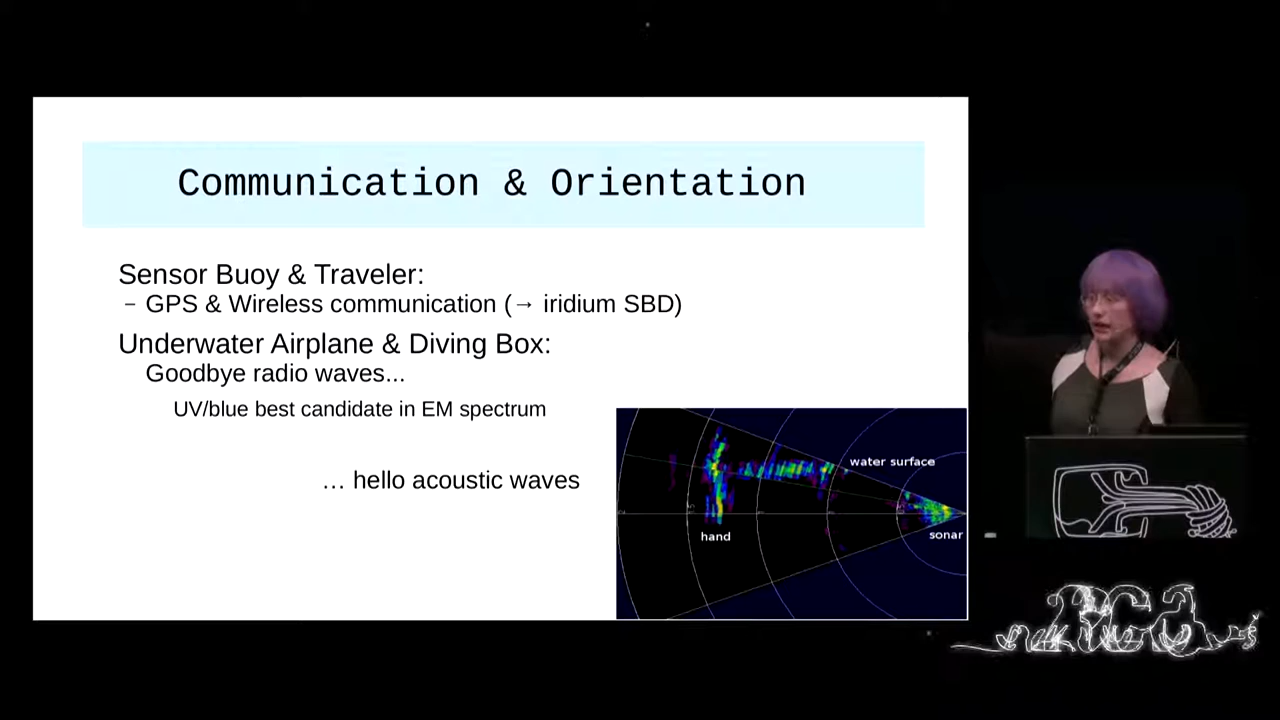 Communication & Orientation
Sensor Buoy & Traveler:
– GPS & Wireless communication (→ iridium SBD)
Underwater Airplane & Diving Box:
Goodbye radio waves...
UV/blue best candidate in EM spectrum
… hello acoustic waves
water surface
hand
sonar